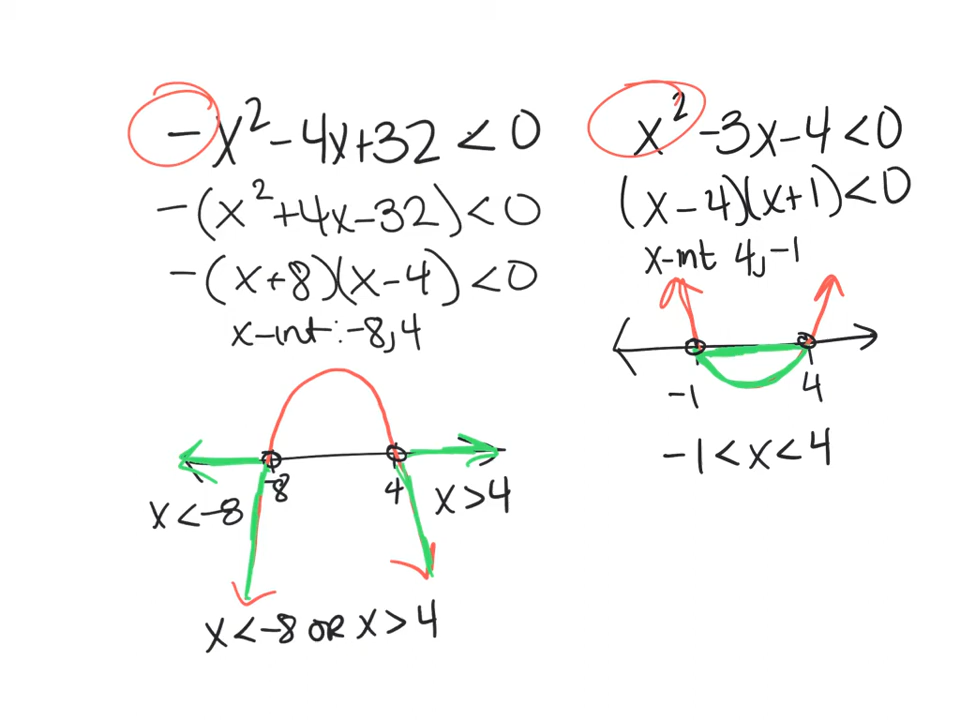 -x²-4x+32<0
-(x²+4x-32)<0
-(x+8)(x-4)<0
x-int:-8,4
-8
4
x<-8
x>4
x<-8 OR x>4
x²-3x-4<0
(x-4)(x+1)<0
x-int 4,-1
-1
4
-1<x<4